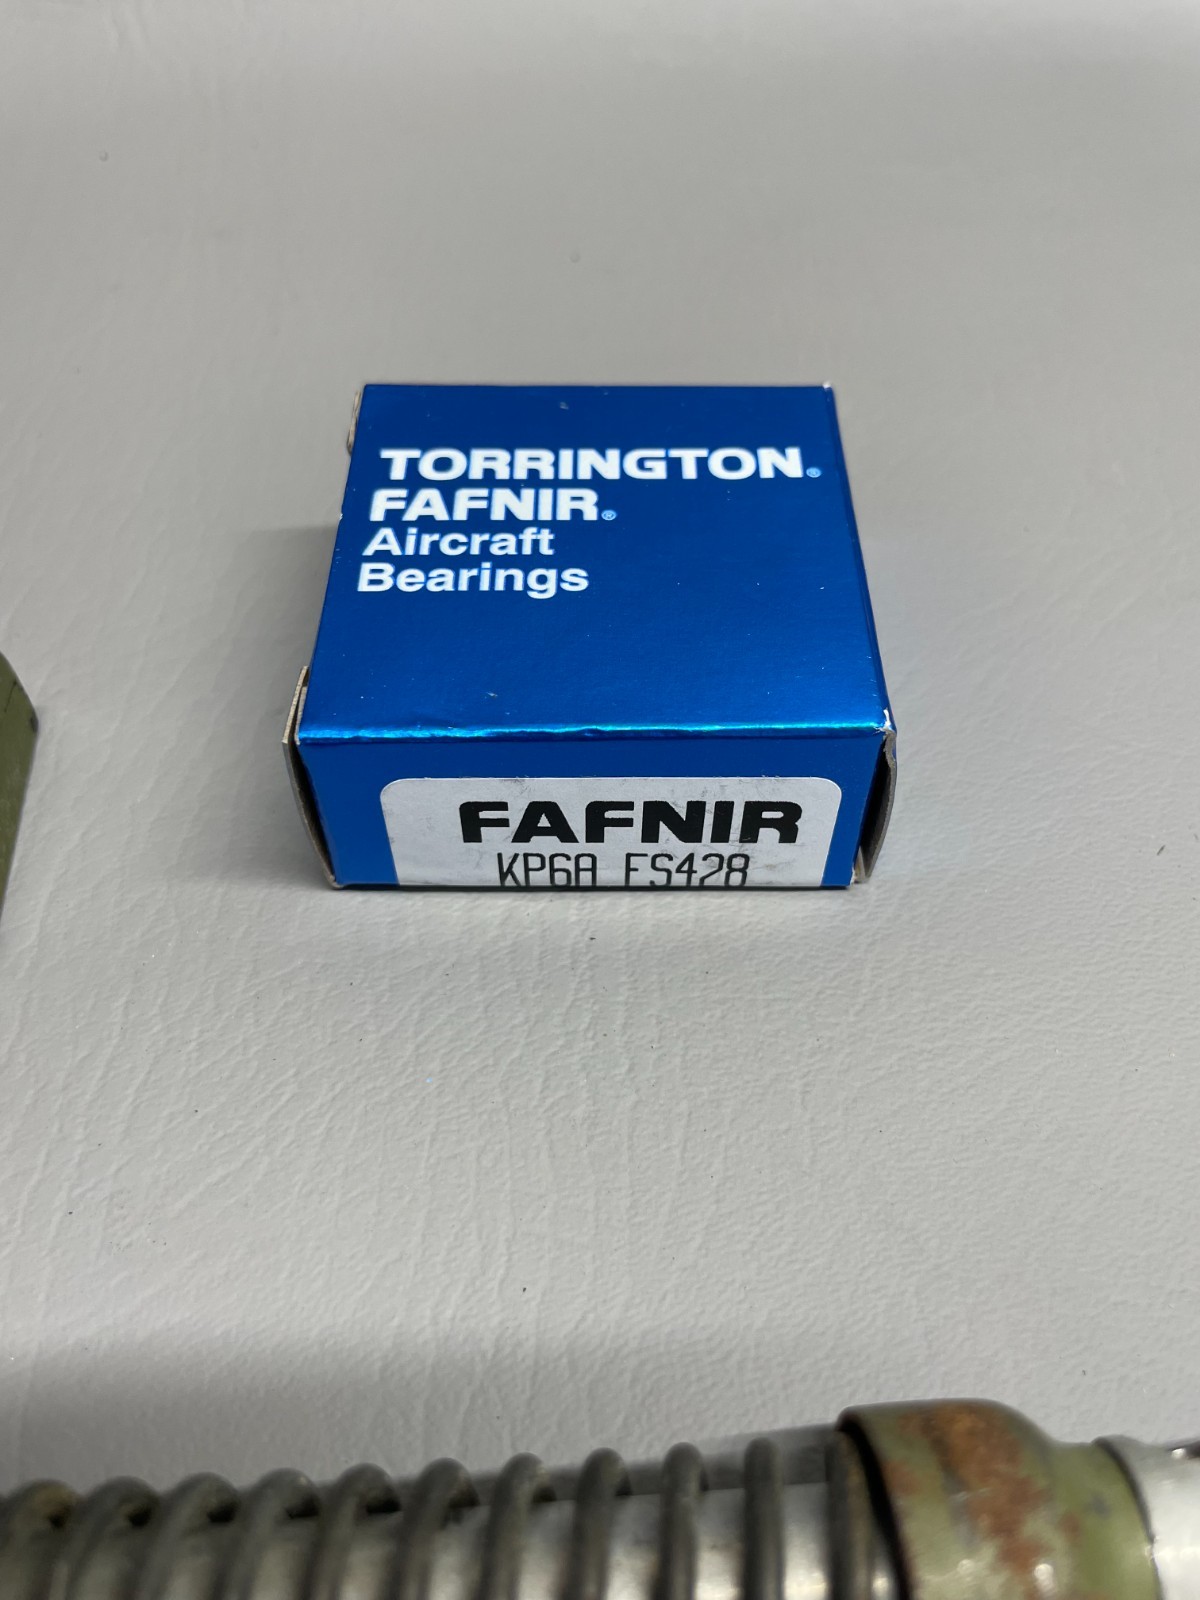 TORRINGTON®
FAFNIR®
Aircraft
Bearings
FAFNIR
KP6A FS428